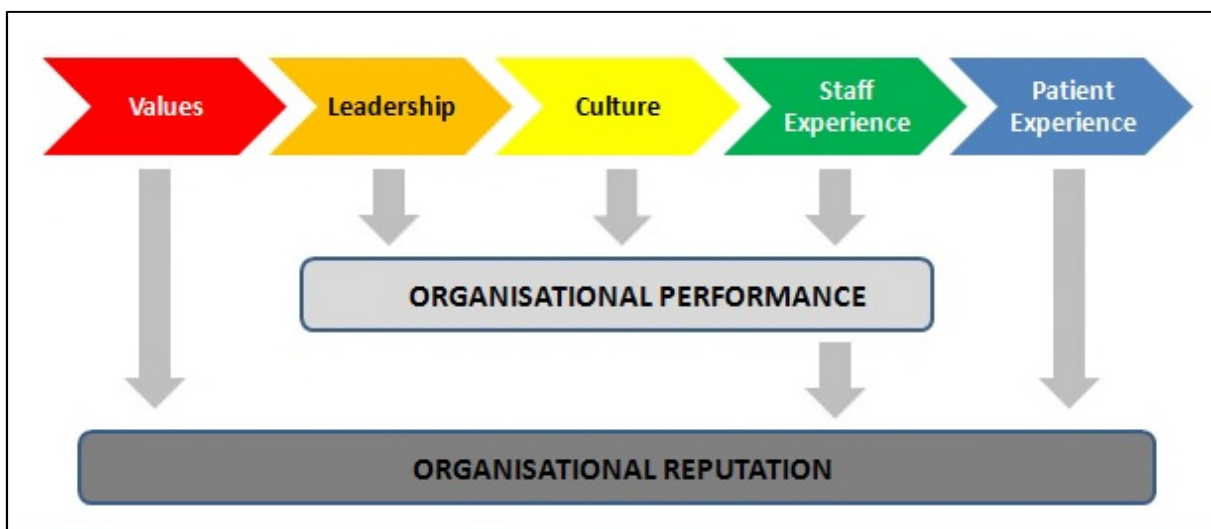 Values
Leadership
Culture
Staff
Experience
Patient
Experience
ORGANISATIONAL PERFORMANCE
ORGANISATIONAL REPUTATION